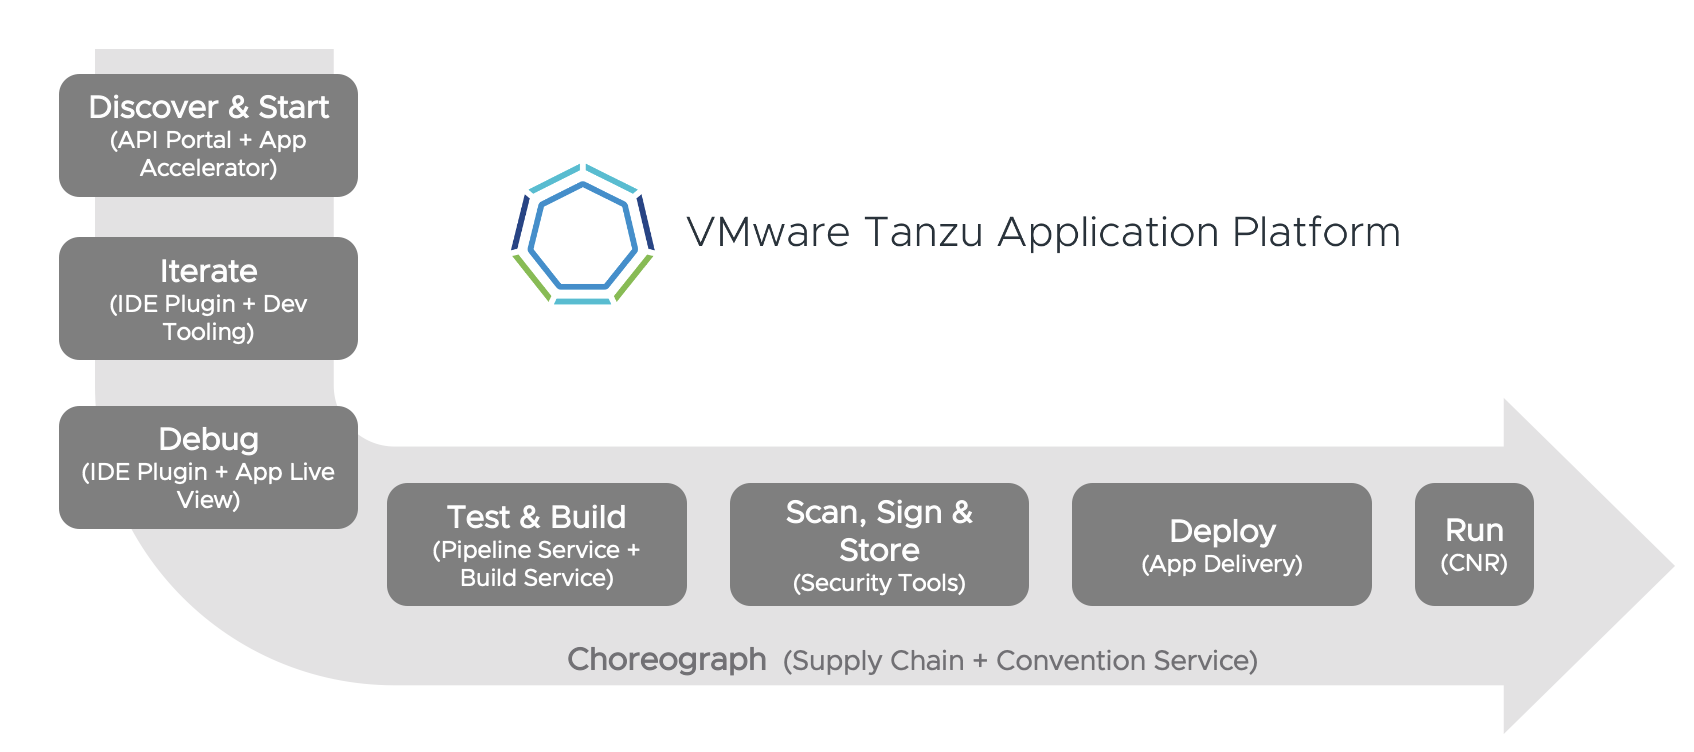 Discover & Start
(API Portal + App
Accelerator)
VMware Tanzu Application Platform
Iterate
(IDE Plugin + Dev
Tooling)
Debug
(IDE Plugin + App Live
View)
Test & Build
(Pipeline Service +
Build Service)
Scan, Sign &
Store
(Security Tools)
Deploy
(App Delivery)
Run
(CNR)
Choreograph (Supply Chain + Convention Service)